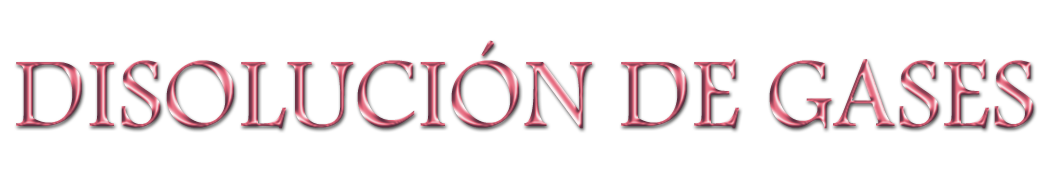 DISOLUCIÓN DE GASES